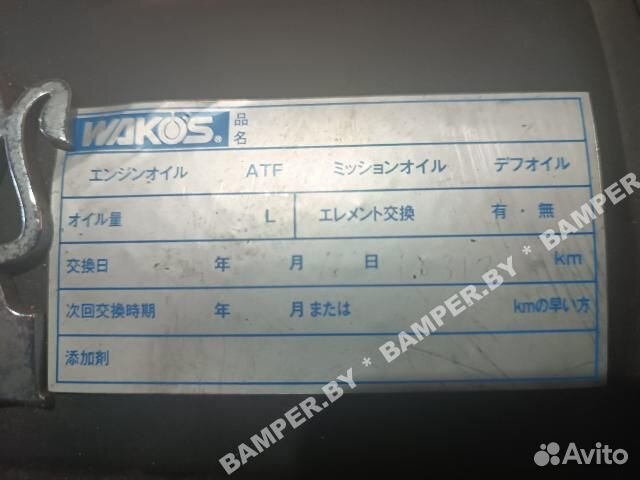 WAKO'S® 品名
エンジンオイル ATF ミッションオイル デフオイル
オイル量 L エレメント交換 有・無
交換日 年 月 日 km
次回交換時期 年 月または kmの早い方
添加剤
BAMPER.BY * BAMPER.BY * BAMPER
Avito